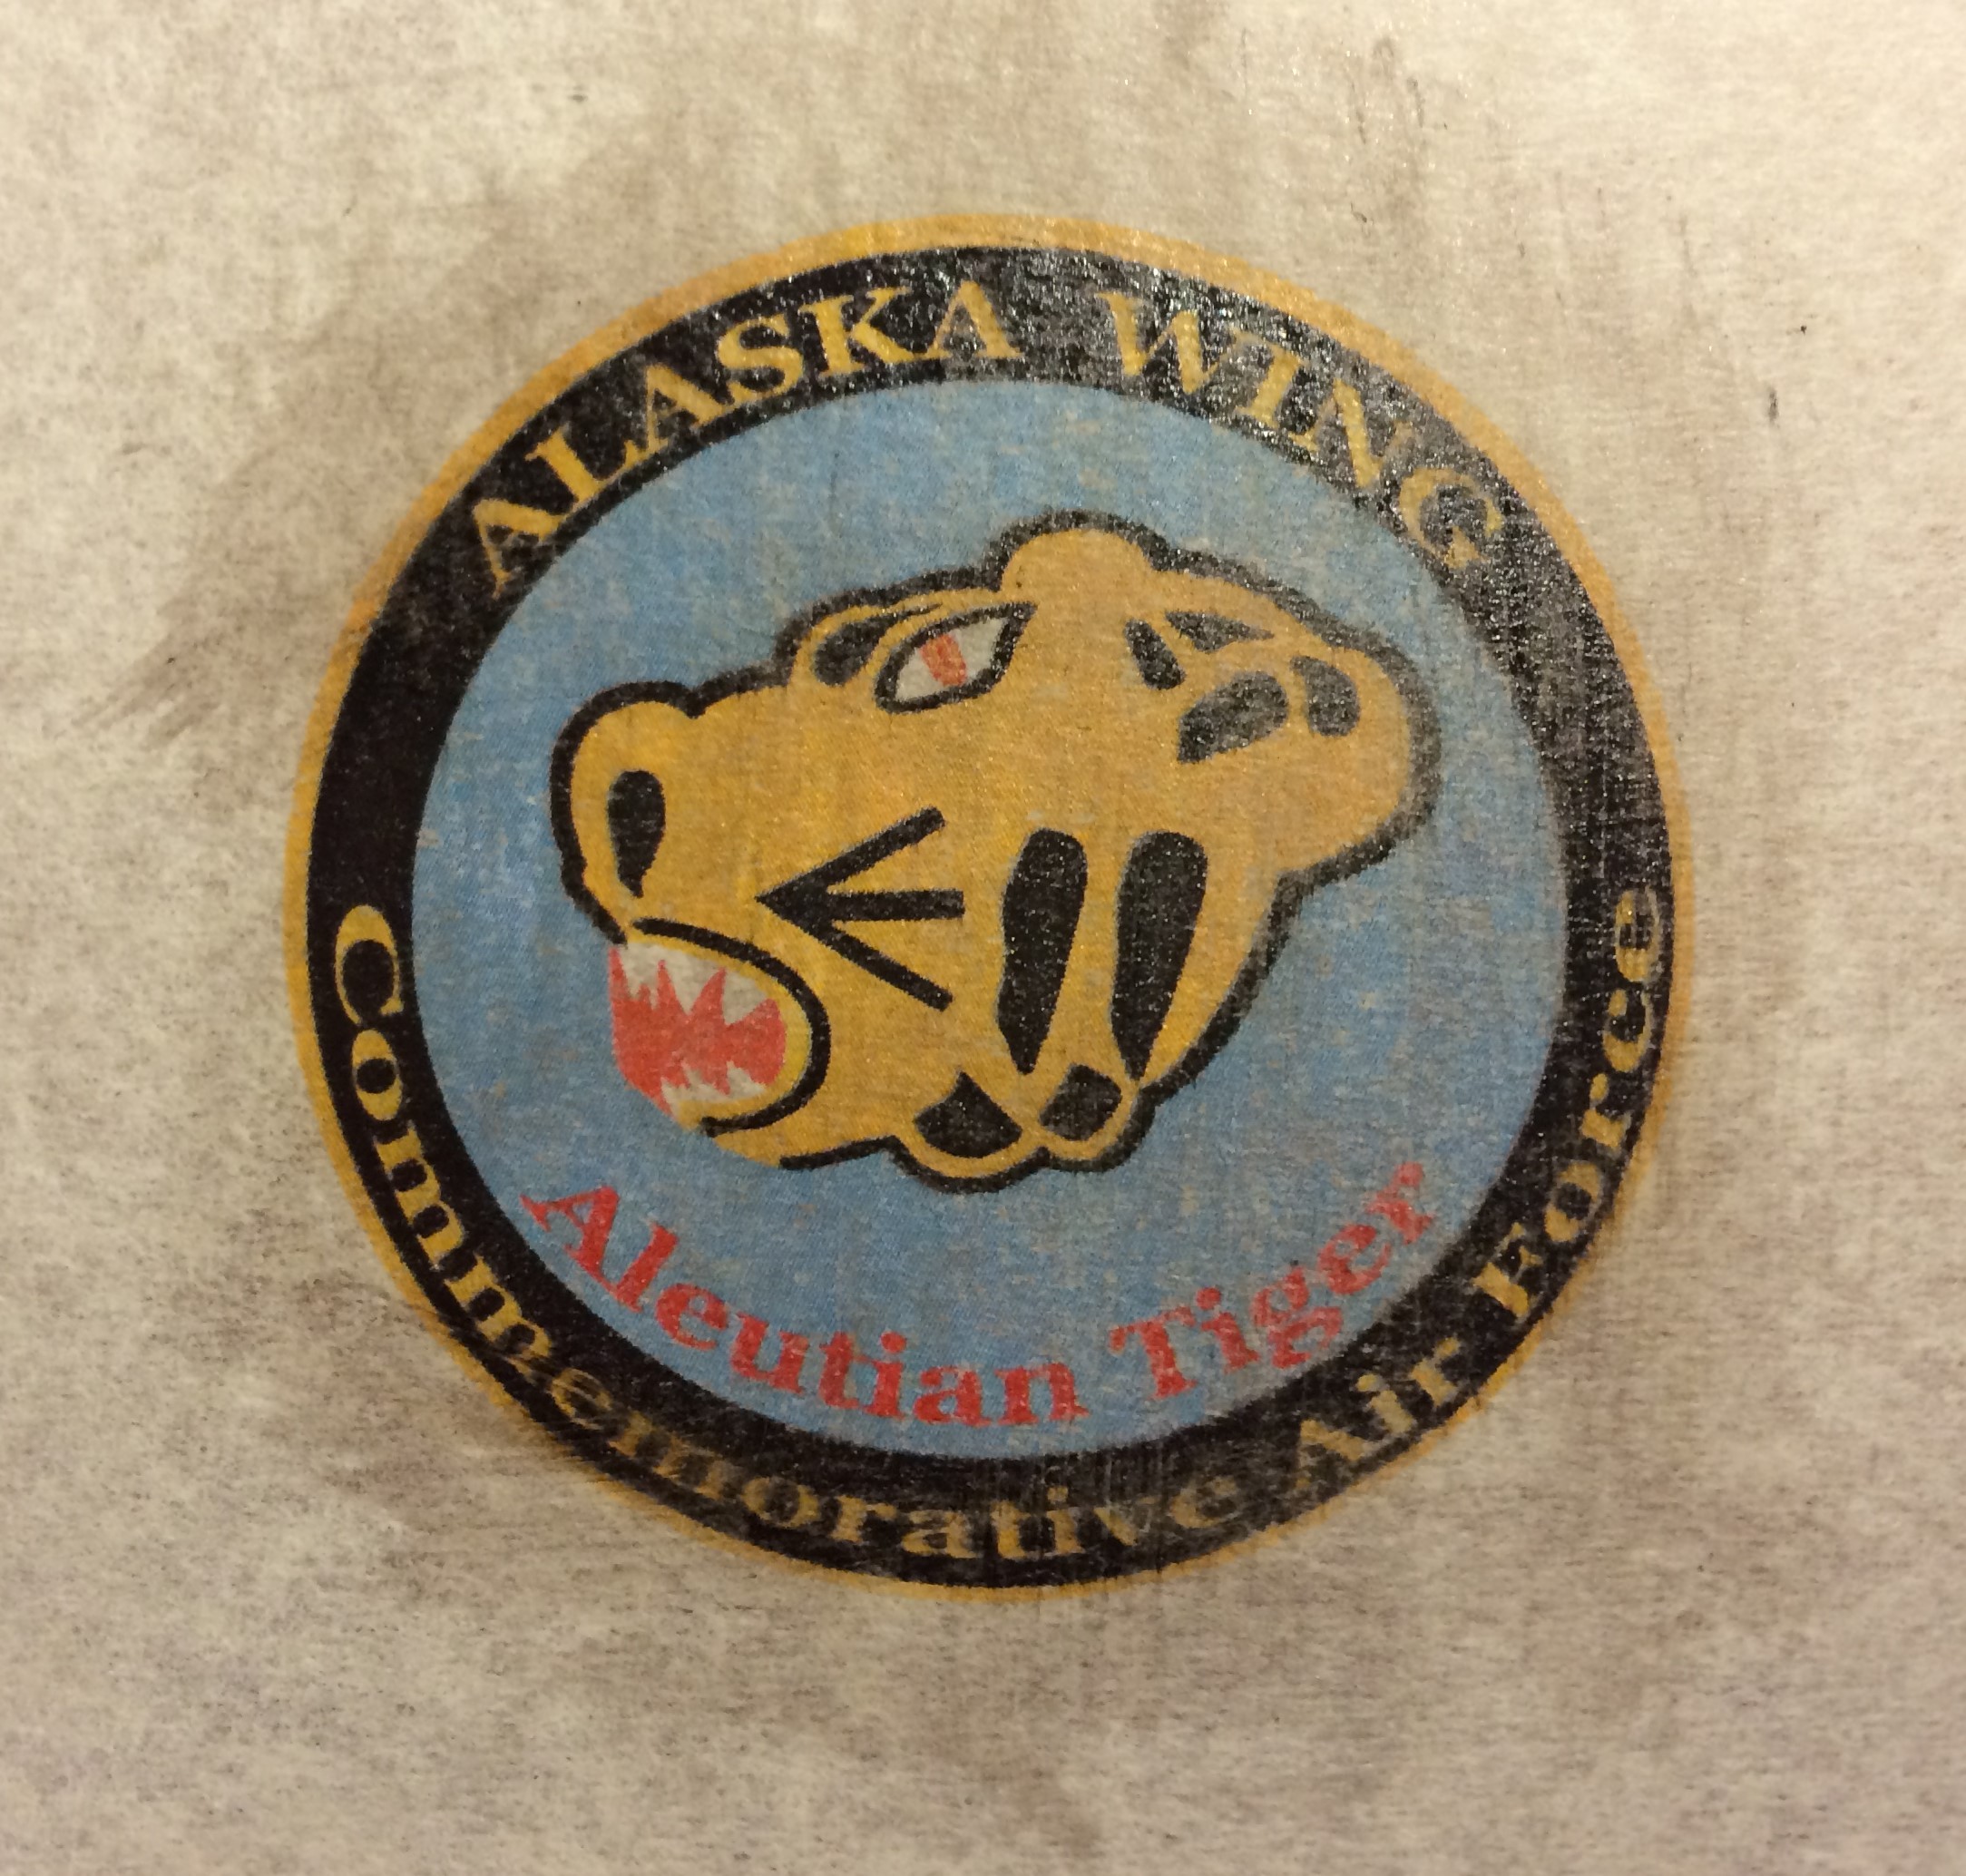 ALASKA WING
Aleutian Tiger
Commemorative Air Force